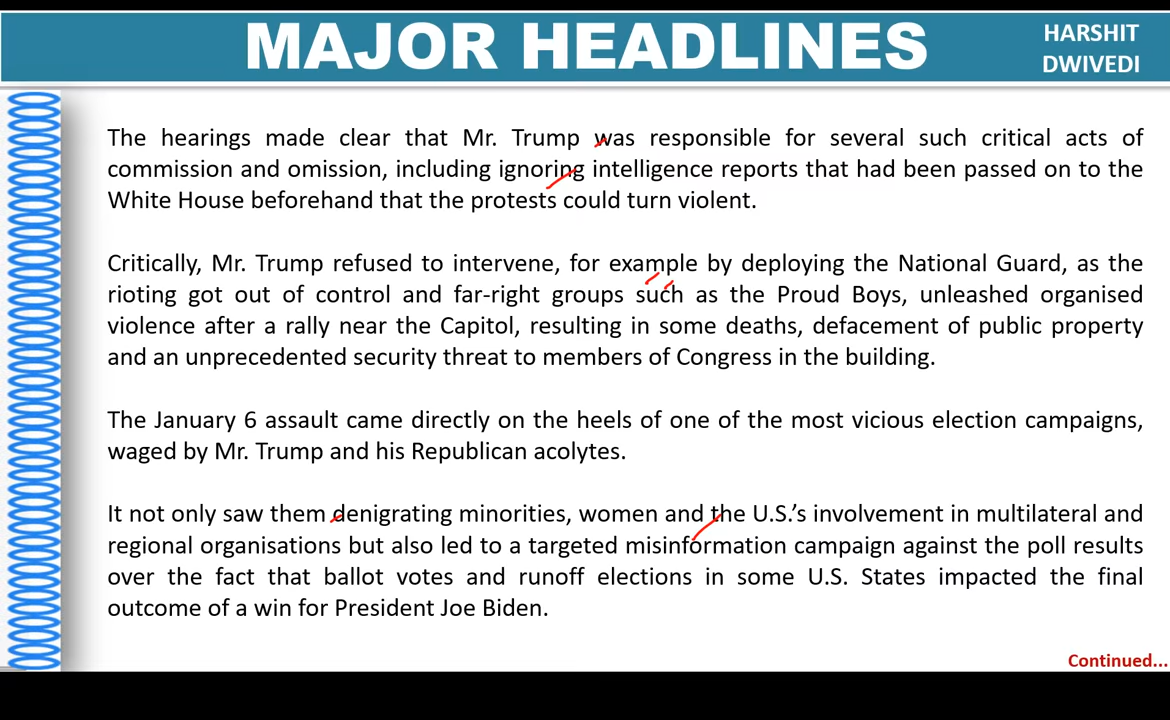 MAJOR HEADLINES
HARSHIT
DWIVEDI
The hearings made clear that Mr. Trump was responsible for several such critical acts of
commission and omission, including ignoring intelligence reports that had been passed on to the
White House beforehand that the protests could turn violent.
Critically, Mr. Trump refused to intervene, for example by deploying the National Guard, as the
rioting got out of control and far-right groups such as the Proud Boys, unleashed organised
violence after a rally near the Capitol, resulting in some deaths, defacement of public property
and an unprecedented security threat to members of Congress in the building.
The January 6 assault came directly on the heels of one of the most vicious election campaigns,
waged by Mr. Trump and his Republican acolytes.
It not only saw them denigrating minorities, women and the U.S.’s involvement in multilateral and
regional organisations but also led to a targeted misinformation campaign against the poll results
over the fact that ballot votes and runoff elections in some U.S. States impacted the final
outcome of a win for President Joe Biden.
Continued...